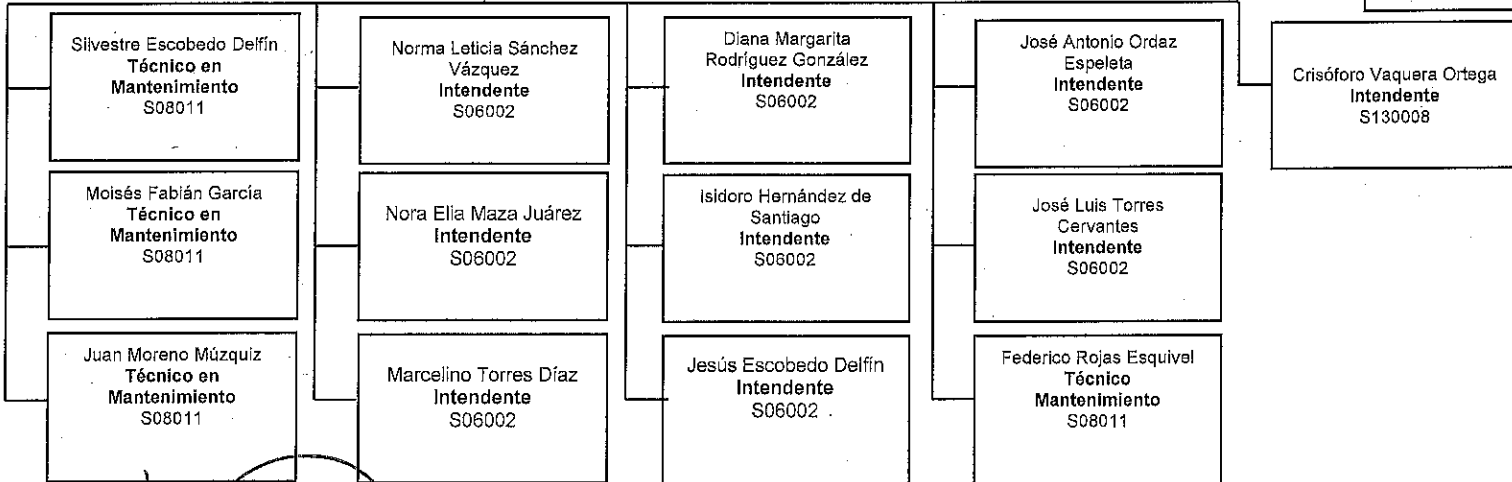 Silvestre Escobedo Delfín
Técnico en
Mantenimiento
S08011
Norma Leticia Sánchez
Vázquez
Intendente
S06002
Diana Margarita
Rodríguez González
Intendente
S06002
José Antonio Ordaz
Espeleta
Intendente
S06002
Crisóforo Vaquera Ortega
Intendente
S130008
Moisés Fabián García
Técnico en
Mantenimiento
S08011
Nora Elia Maza Juárez
Intendente
S06002
Isidoro Hernández de
Santiago
Intendente
S06002
José Luis Torres
Cervantes
Intendente
S06002
Juan Moreno Múzquiz
Técnico en
Mantenimiento
S08011
Marcelino Torres Díaz
Intendente
S06002
Jesús Escobedo Delfín
Intendente
S06002
Federico Rojas Esquivel
Técnico
Mantenimiento
S08011